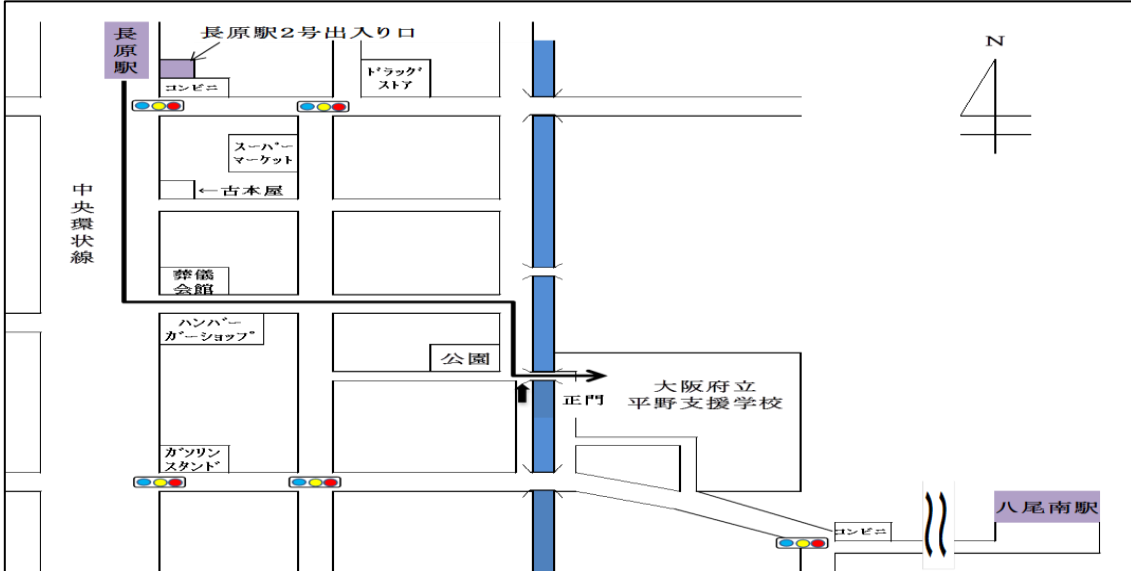 長原駅
長原駅２号出入り口
N
コンビニ
ﾄﾞﾗｯｸﾞ
ｽﾄｱ
スーパー
マーケット
←古本屋
中央環状線
葬儀
会館
ハンバー
ガーショップ
公園
大阪府立
平野支援学校
正門
ガソリン
スタンド
八尾南駅
コンビニ